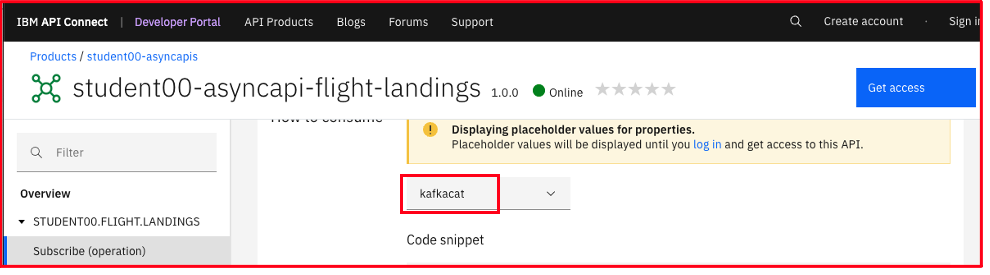 IBM API Connect Developer Portal API Products Blogs Forums Support Create account · Sign in
Products / student00-asyncapis
student00-asyncapi-flight-landings 1.0.0 Online Get access
How to consume
Displaying placeholder values for properties.
Filter
Placeholder values will be displayed until you log in and get access to this API.
Overview
kafkacat
STUDENT00.FLIGHT.LANDINGS
Code snippet
Subscribe (operation)